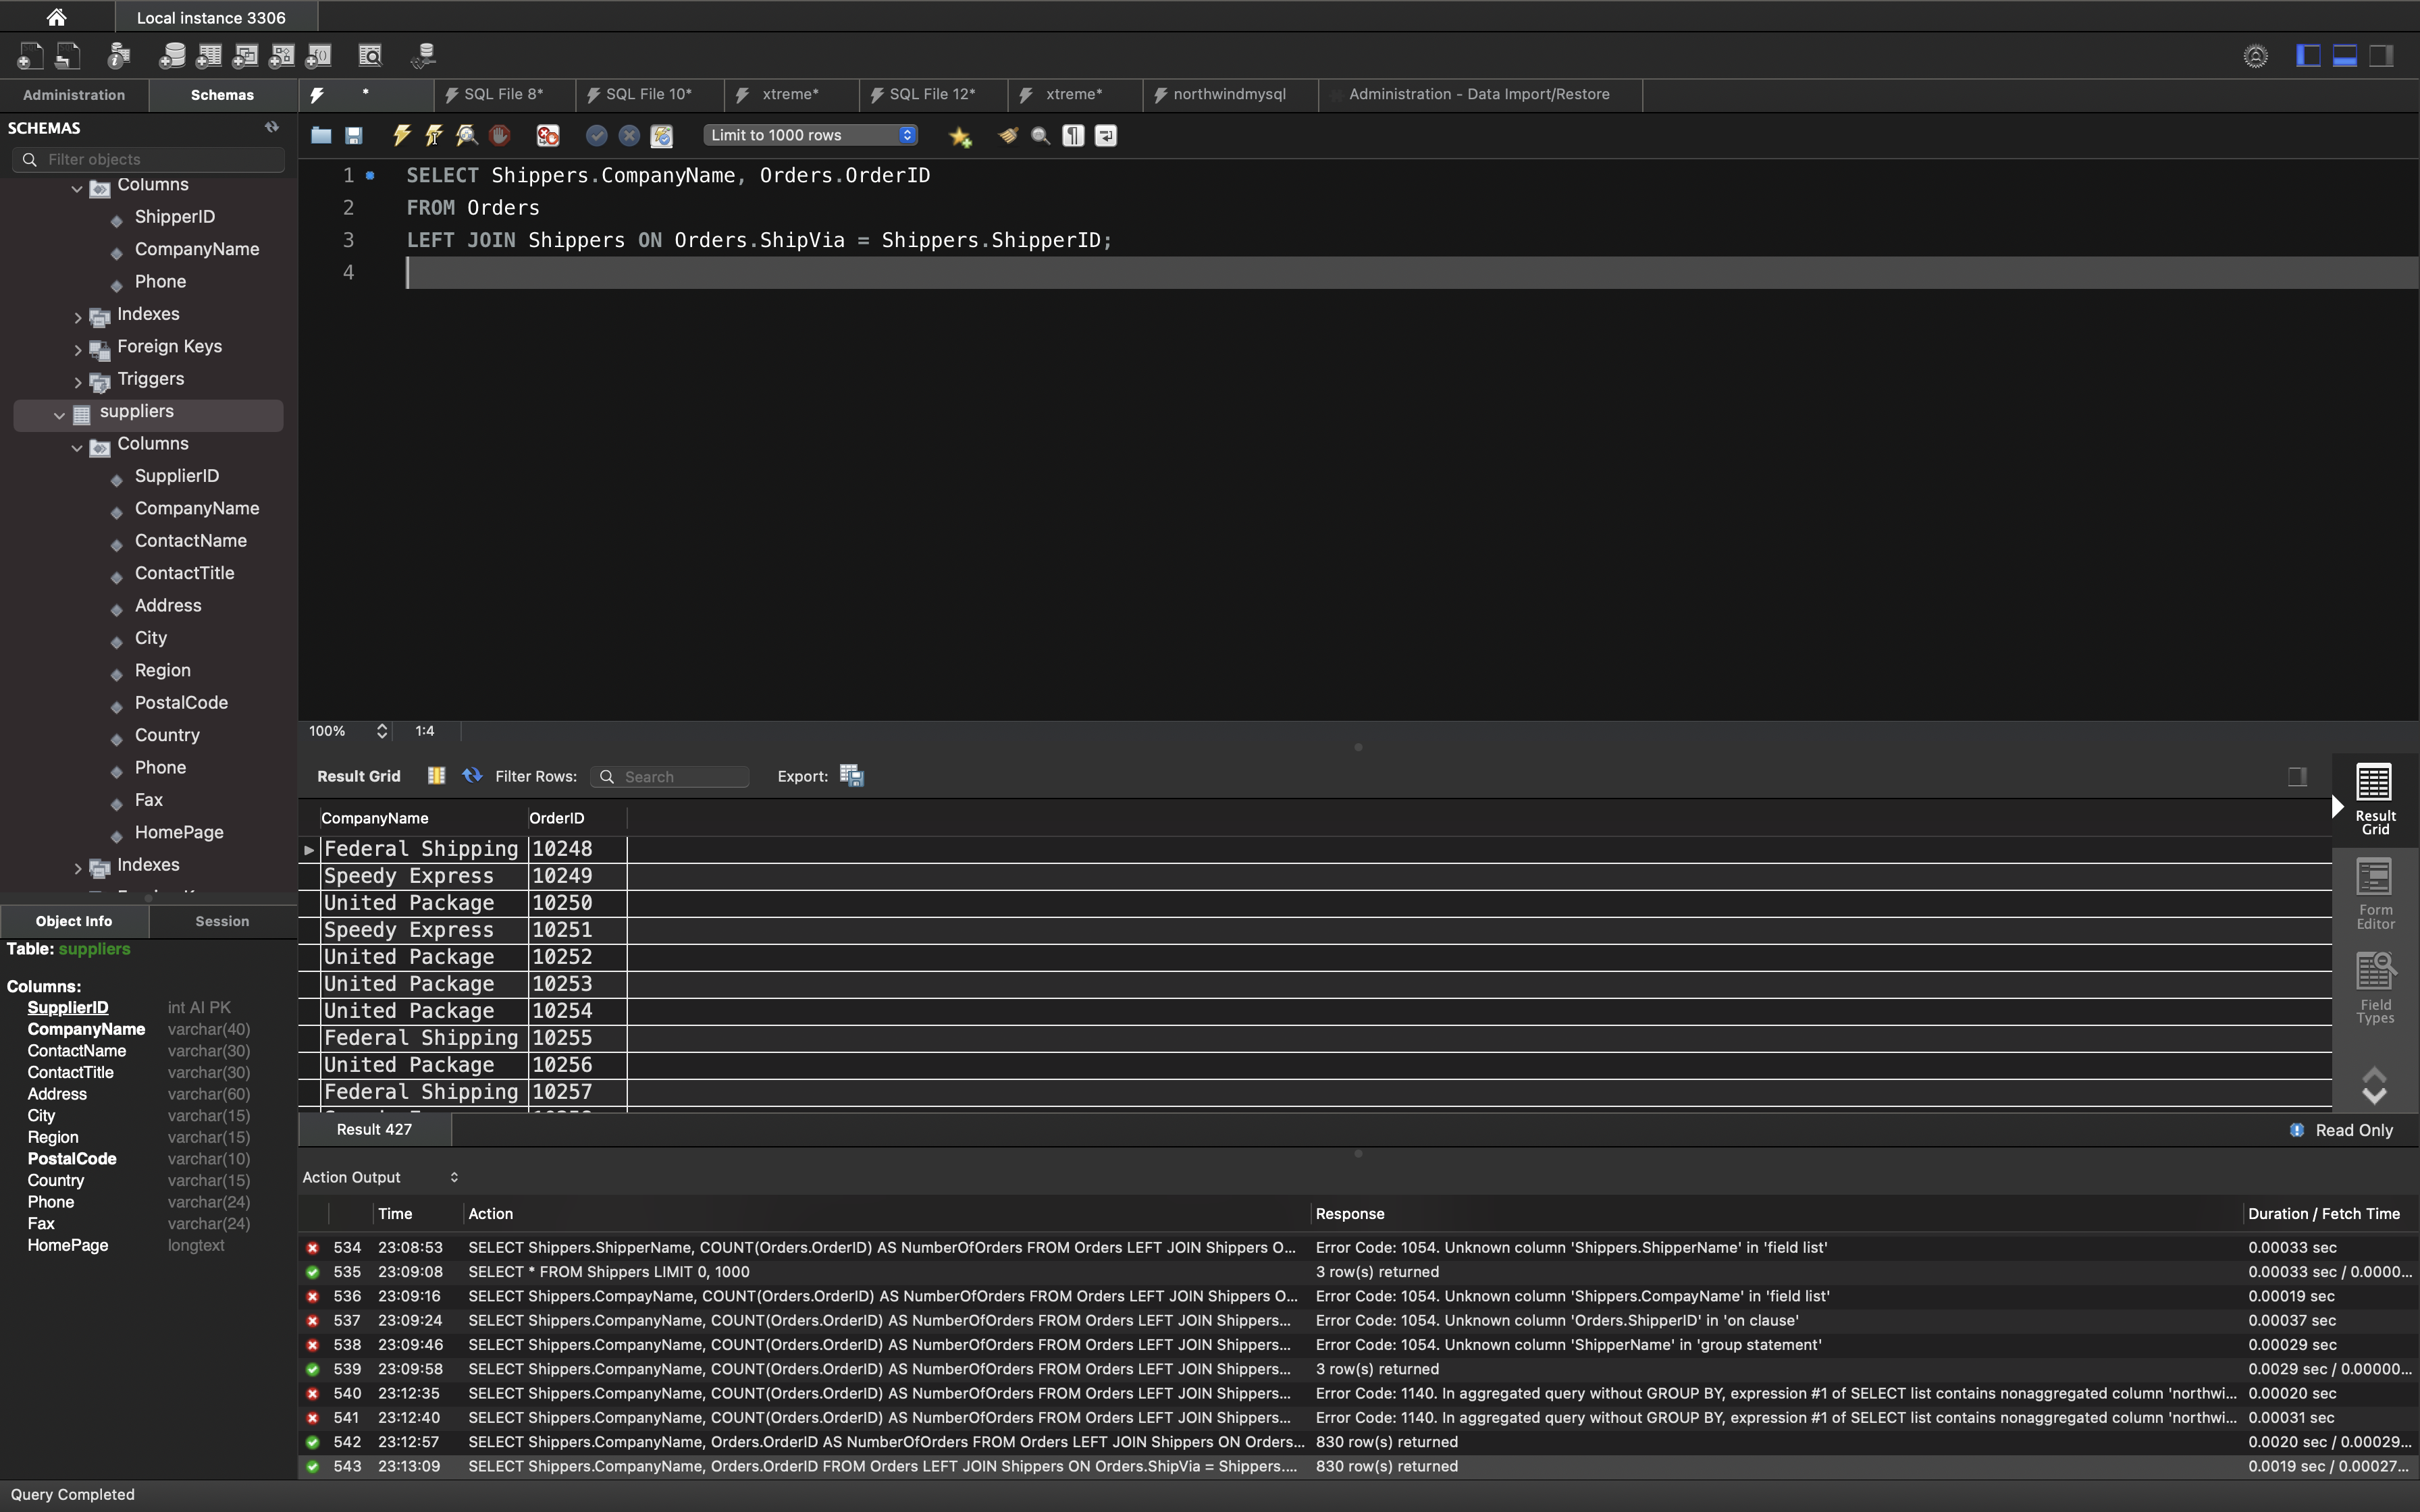 Local instance 3306
Administration
Schemas
*
SQL File 8*
SQL File 10*
xtreme*
SQL File 12*
xtreme*
northwindmysql
Administration - Data Import/Restore
SCHEMAS
Filter objects
Limit to 1000 rows
Columns
ShipperID
CompanyName
Phone
Indexes
Foreign Keys
Triggers
suppliers
Columns
SupplierID
CompanyName
ContactName
ContactTitle
Address
City
Region
PostalCode
Country
Phone
Fax
HomePage
Indexes
1 SELECT Shippers.CompanyName, Orders.OrderID
2 FROM Orders
3 LEFT JOIN Shippers ON Orders.ShipVia = Shippers.ShipperID;
4
100% 1:4
Result Grid Filter Rows: Search Export:
CompanyName OrderID
Federal Shipping 10248
Speedy Express 10249
United Package 10250
Speedy Express 10251
United Package 10252
United Package 10253
United Package 10254
Federal Shipping 10255
United Package 10256
Federal Shipping 10257
Result Grid
Form Editor
Field Types
Result 427
Read Only
Object Info
Session
Table: suppliers
Columns:
SupplierID int AI PK
CompanyName varchar(40)
ContactName varchar(30)
ContactTitle varchar(30)
Address varchar(60)
City varchar(15)
Region varchar(15)
PostalCode varchar(10)
Country varchar(15)
Phone varchar(24)
Fax varchar(24)
HomePage longtext
Action Output
Time Action Response Duration / Fetch Time
534 23:08:53 SELECT Shippers.ShipperName, COUNT(Orders.OrderID) AS NumberOfOrders FROM Orders LEFT JOIN Shippers O... Error Code: 1054. Unknown column 'Shippers.ShipperName' in 'field list' 0.00033 sec
535 23:09:08 SELECT * FROM Shippers LIMIT 0, 1000 3 row(s) returned 0.00033 sec / 0.0000...
536 23:09:16 SELECT Shippers.CompayName, COUNT(Orders.OrderID) AS NumberOfOrders FROM Orders LEFT JOIN Shippers O... Error Code: 1054. Unknown column 'Shippers.CompayName' in 'field list' 0.00019 sec
537 23:09:24 SELECT Shippers.CompanyName, COUNT(Orders.OrderID) AS NumberOfOrders FROM Orders LEFT JOIN Shippers... Error Code: 1054. Unknown column 'Orders.ShipperID' in 'on clause' 0.00037 sec
538 23:09:46 SELECT Shippers.CompanyName, COUNT(Orders.OrderID) AS NumberOfOrders FROM Orders LEFT JOIN Shippers... Error Code: 1054. Unknown column 'ShipperName' in 'group statement' 0.00029 sec
539 23:09:58 SELECT Shippers.CompanyName, COUNT(Orders.OrderID) AS NumberOfOrders FROM Orders LEFT JOIN Shippers... 3 row(s) returned 0.0029 sec / 0.00000...
540 23:12:35 SELECT Shippers.CompanyName, COUNT(Orders.OrderID) AS NumberOfOrders FROM Orders LEFT JOIN Shippers... Error Code: 1140. In aggregated query without GROUP BY, expression #1 of SELECT list contains nonaggregated column 'northwi... 0.00020 sec
541 23:12:40 SELECT Shippers.CompanyName, COUNT(Orders.OrderID) AS NumberOfOrders FROM Orders LEFT JOIN Shippers... Error Code: 1140. In aggregated query without GROUP BY, expression #1 of SELECT list contains nonaggregated column 'northwi... 0.00031 sec
542 23:12:57 SELECT Shippers.CompanyName, Orders.OrderID AS NumberOfOrders FROM Orders LEFT JOIN Shippers ON Orders... 830 row(s) returned 0.0020 sec / 0.00029...
543 23:13:09 SELECT Shippers.CompanyName, Orders.OrderID FROM Orders LEFT JOIN Shippers ON Orders.ShipVia = Shippers.... 830 row(s) returned 0.0019 sec / 0.00027...
Query Completed